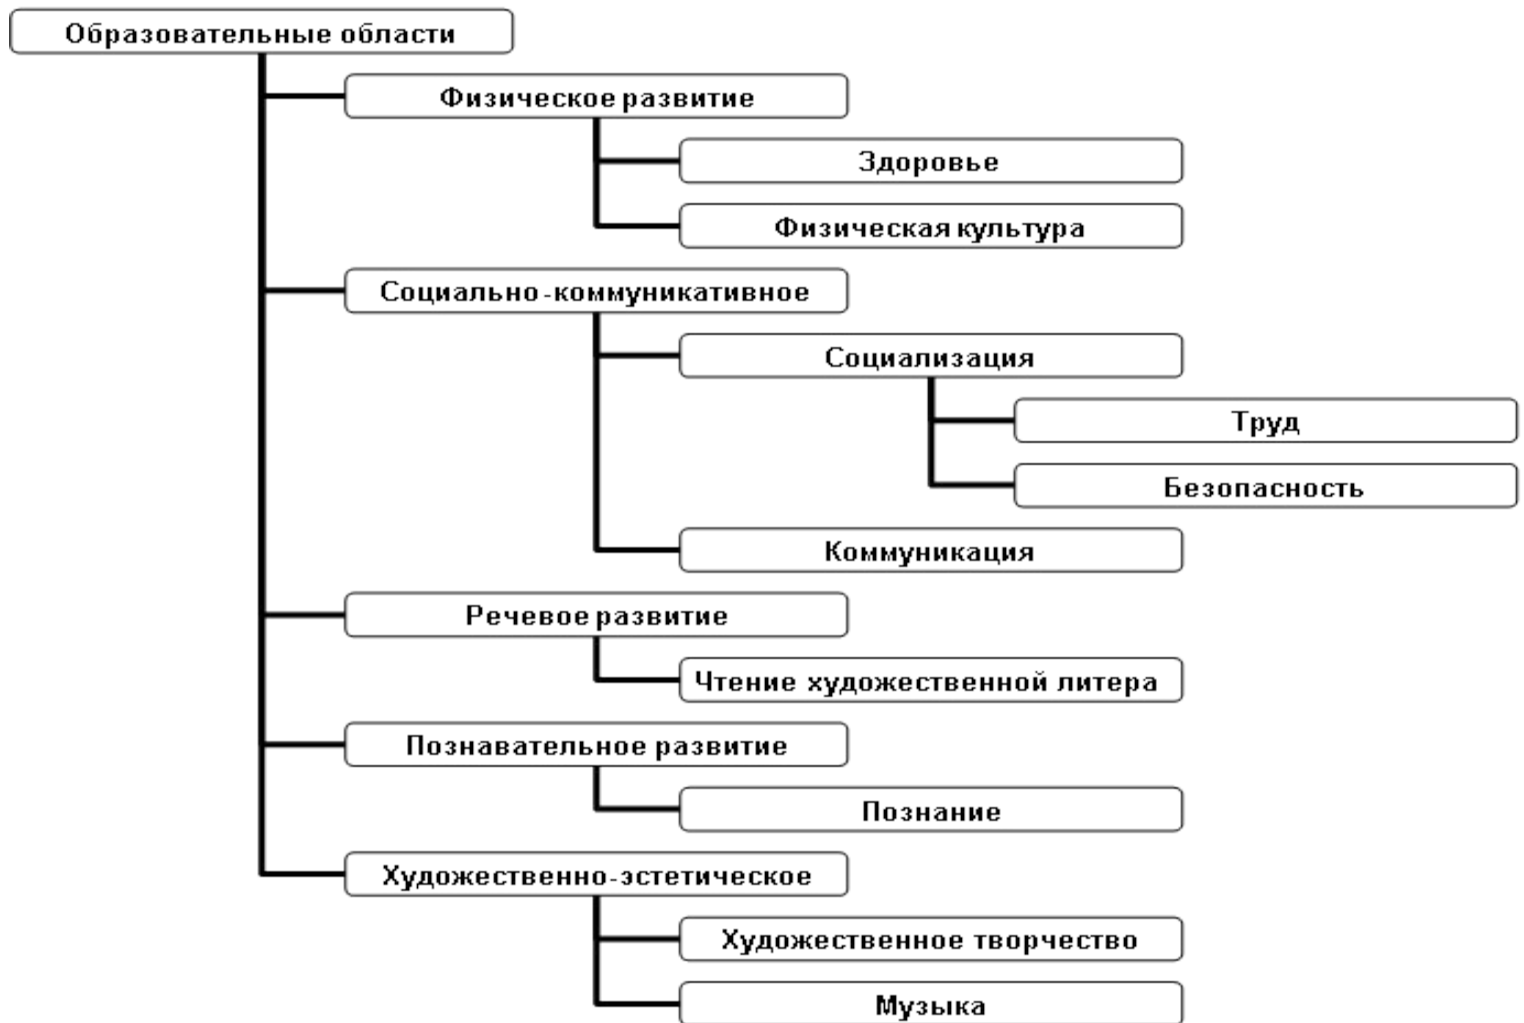 Образовательные области
Физическое развитие
Здоровье
Физическая культура
Социально-коммуникативное
Социализация
Труд
Безопасность
Коммуникация
Речевое развитие
Чтение художественной литера
Познавательное развитие
Познание
Художественно-эстетическое
Художественное творчество
Музыка